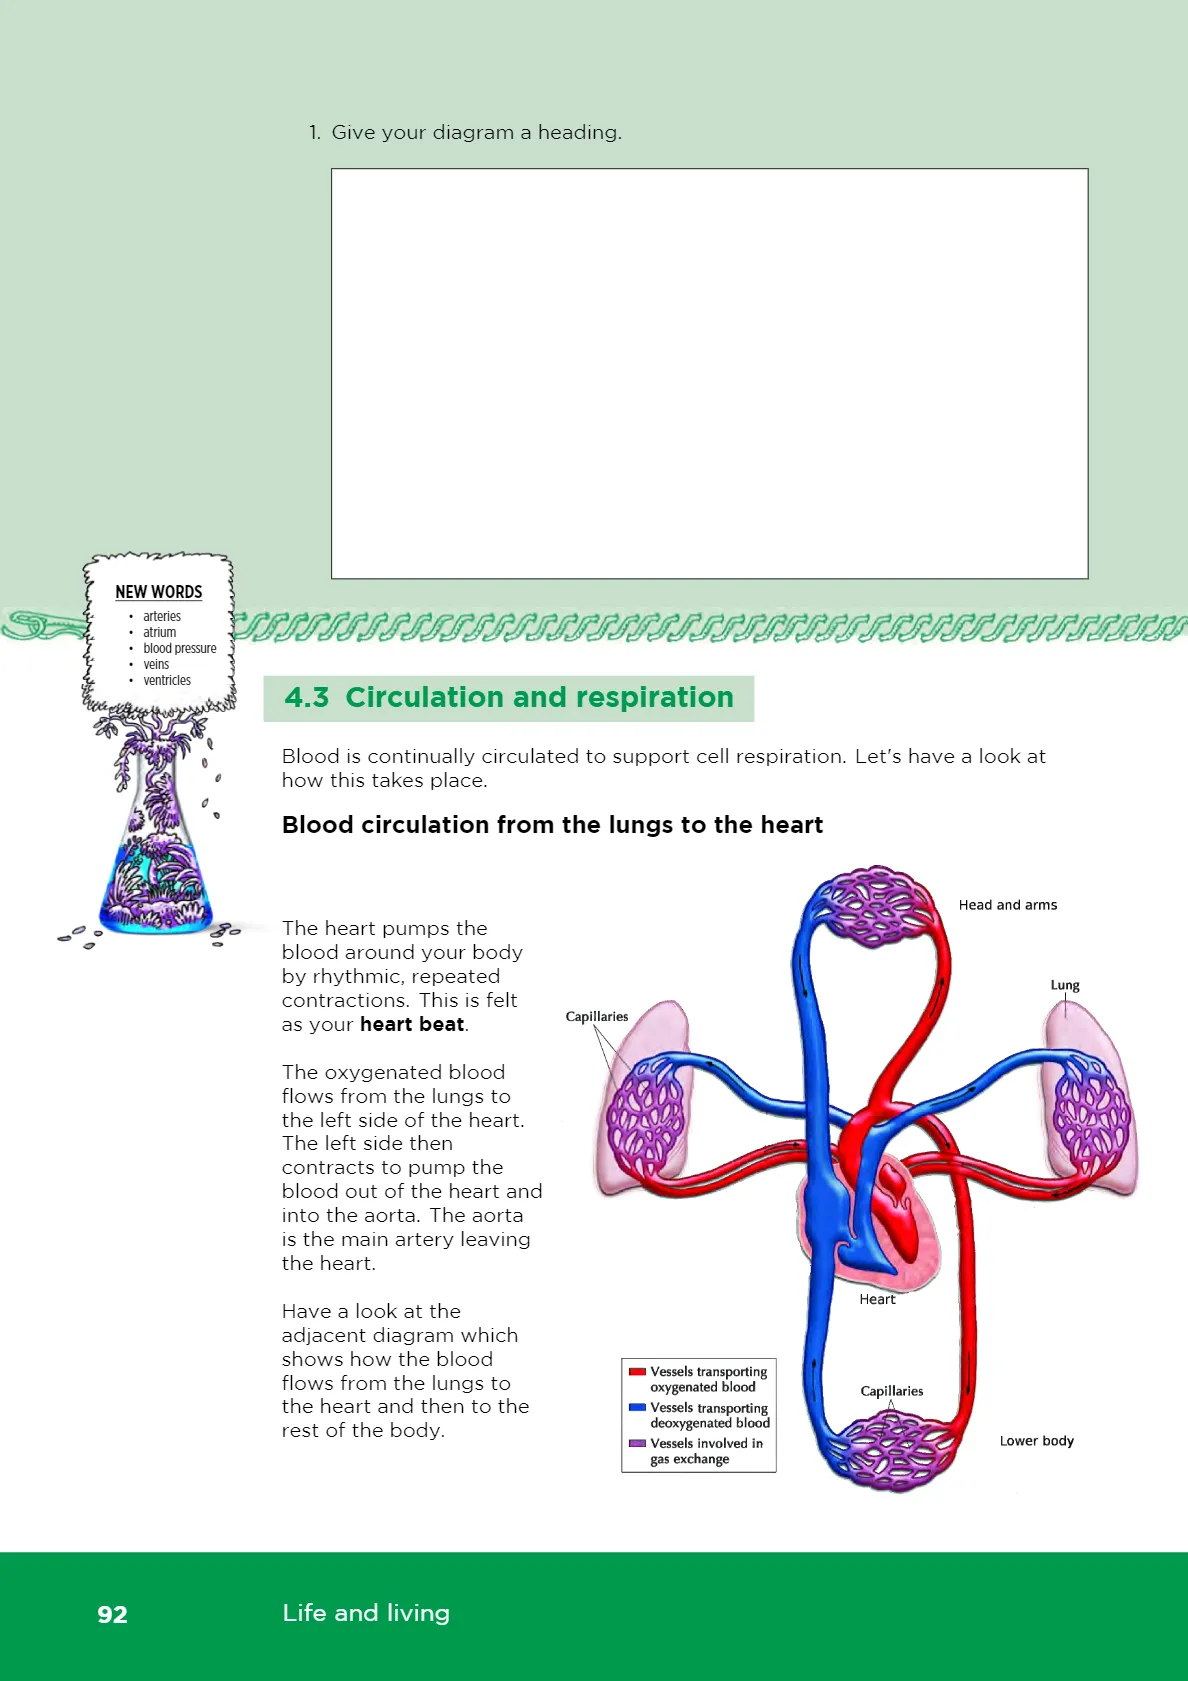 1. Give your diagram a heading.
NEW WORDS
• arteries
• atrium
• blood pressure
• veins
• ventricles
4.3 Circulation and respiration
Blood is continually circulated to support cell respiration. Let's have a look at
how this takes place.
Blood circulation from the lungs to the heart
The heart pumps the
blood around your body
by rhythmic, repeated
contractions. This is felt
as your heart beat.
The oxygenated blood
flows from the lungs to
the left side of the heart.
The left side then
contracts to pump the
blood out of the heart and
into the aorta. The aorta
is the main artery leaving
the heart.
Have a look at the
adjacent diagram which
shows how the blood
flows from the lungs to
the heart and then to the
rest of the body.
Head and arms
Lung
Capillaries
Heart
Vessels transporting
oxygenated blood
Vessels transporting
deoxygenated blood
Vessels involved in
gas exchange
Capillaries
Lower body
92
Life and living